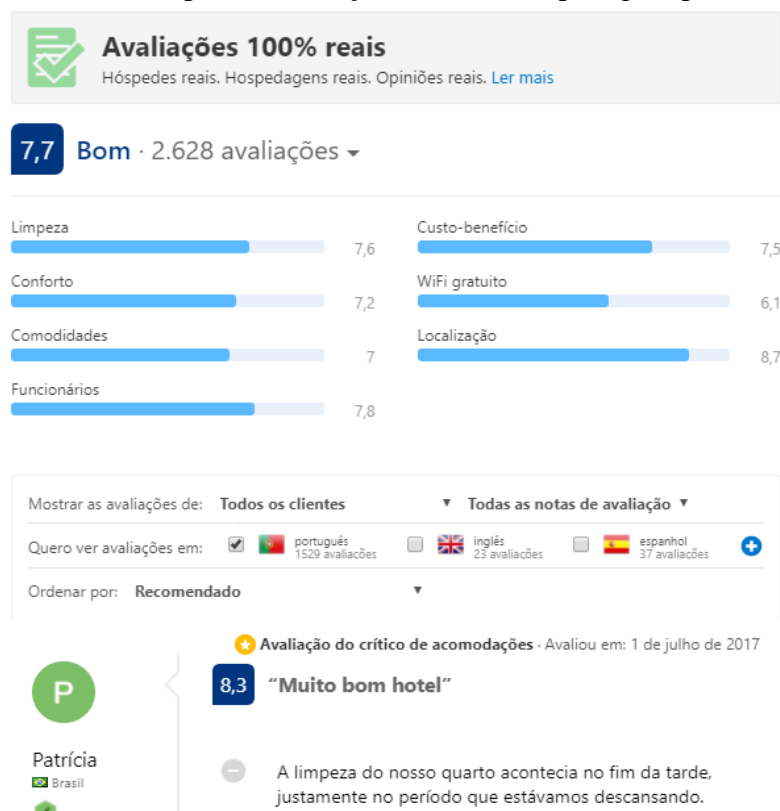 Avaliações 100% reais
Hóspedes reais. Hospedagens reais. Opiniões reais. Ler mais
7,7 Bom · 2.628 avaliações
Limpeza
7,6
Custo-benefício
7,5
Conforto
7,2
WiFi gratuito
6,1
Comodidades
7
Localização
8,7
Funcionários
7,8
Mostrar as avaliações de: Todos os clientes Todas as notas de avaliação
Quero ver avaliações em: português inglês espanhol
1529 avaliações 23 avaliações 37 avaliações
Ordenar por: Recomendado
Avaliação do crítico de acomodações · Avaliou em: 1 de julho de 2017
P
8,3 “Muito bom hotel”
Patrícia
Brasil
A limpeza do nosso quarto acontecia no fim da tarde,
justamente no período que estávamos descansando.